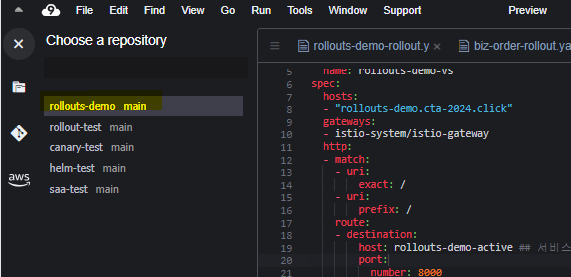 File Edit Find View Go Run Tools Window Support Preview
Choose a repository
rollouts-demo main
rollout-test main
canary-test main
helm-test main
saa-test main
aws
rollouts-demo-rollout.y
biz-order-rollout.ya
5 name: rollouts-demo-vs
6 spec:
7 hosts:
8 - "rollouts-demo.cta-2024.click"
9 gateways:
10 - istio-system/istio-gateway
11 http:
12 - match:
13 - uri:
14 exact: /
15 - uri:
16 prefix: /
17 route:
18 - destination:
19 host: rollouts-demo-active ## 서비스
20 port:
21 number: 8000